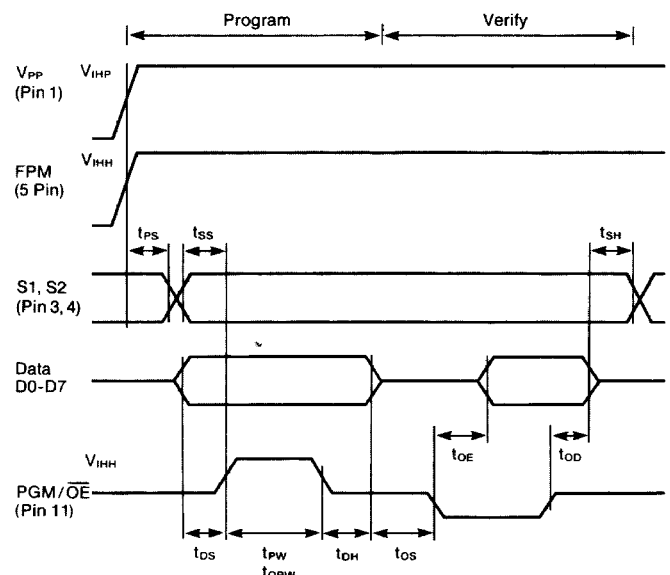 Program Verify
VPP VIHP
(Pin 1)
FPM VIHH
(5 Pin)
tPS tSS tSH
S1, S2
(Pin 3, 4)
Data
D0-D7
tOE tOD
VIHH
PGM/O̅E̅
(Pin 11)
tDS tPW tDH tOS
tOPW